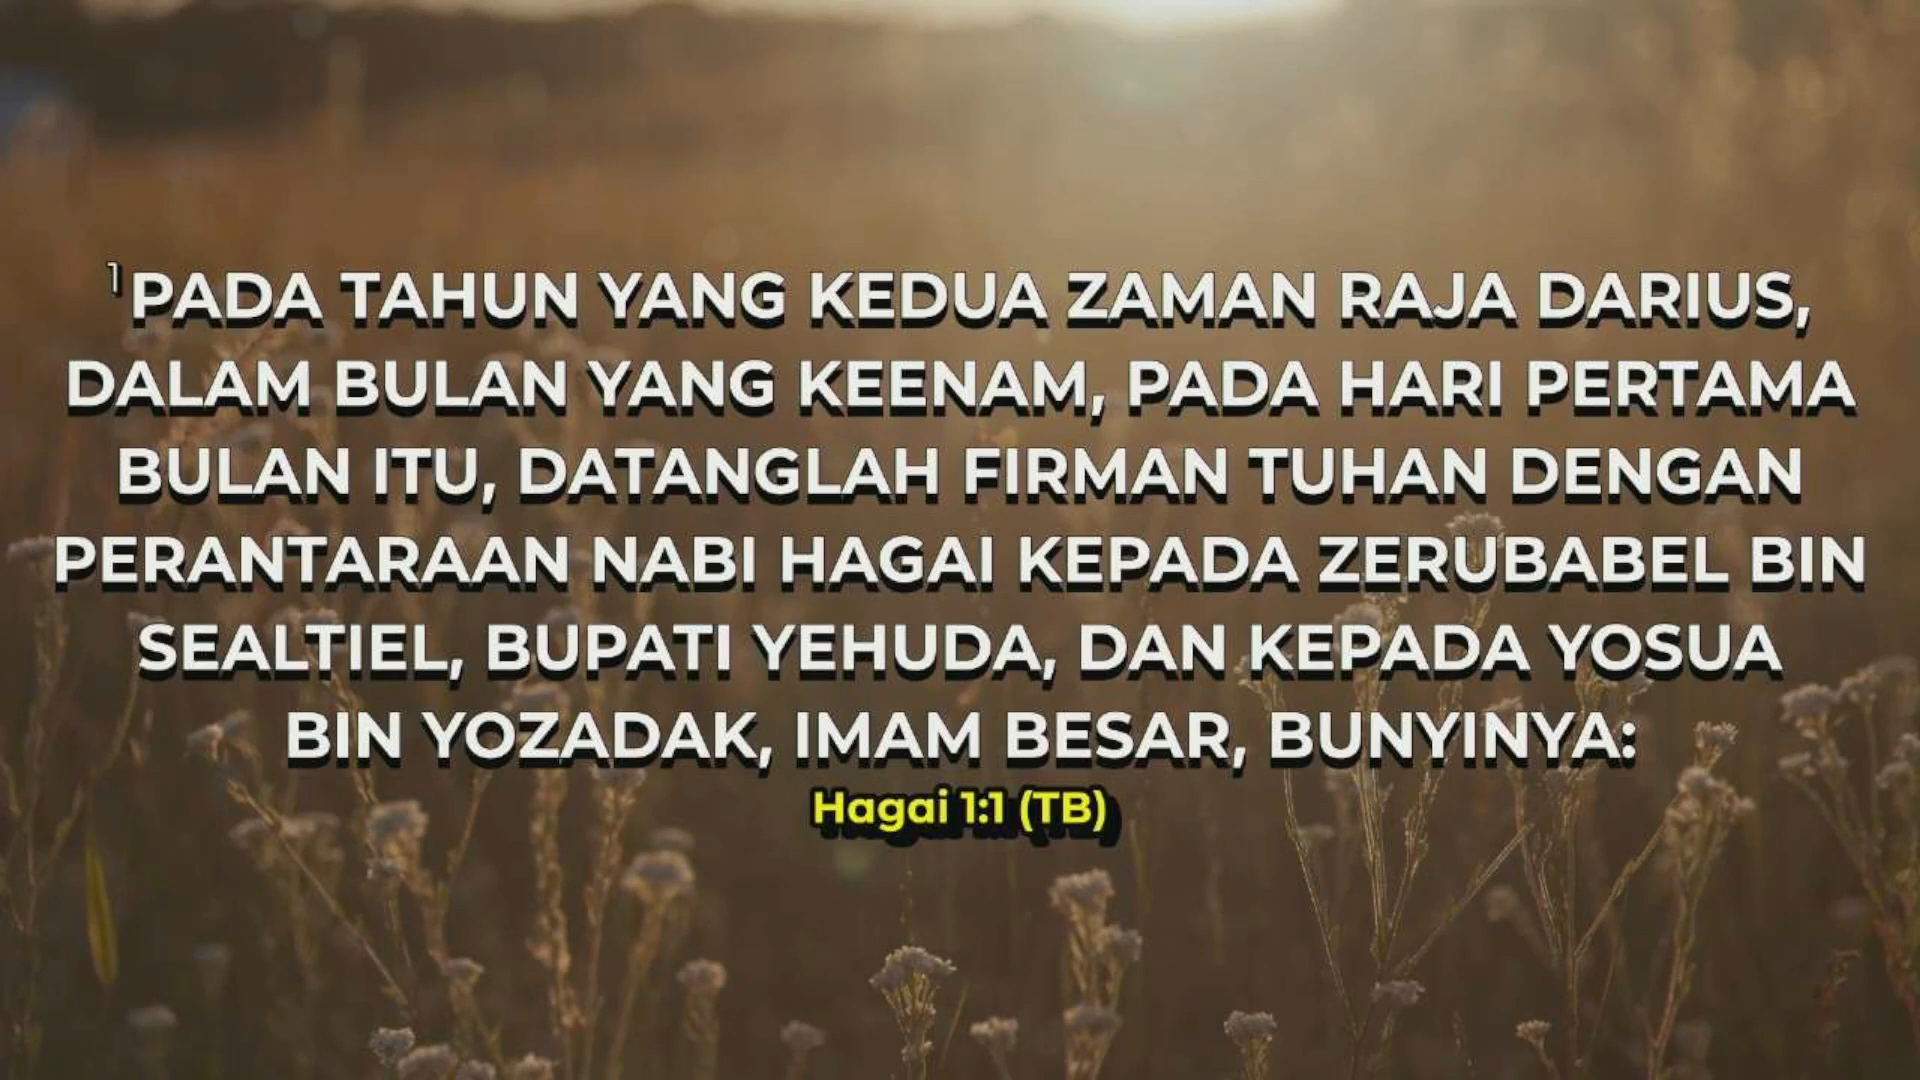 ¹PADA TAHUN YANG KEDUA ZAMAN RAJA DARIUS,
DALAM BULAN YANG KEENAM, PADA HARI PERTAMA
BULAN ITU, DATANGLAH FIRMAN TUHAN DENGAN
PERANTARAAN NABI HAGAI KEPADA ZERUBABEL BIN
SEALTIEL, BUPATI YEHUDA, DAN KEPADA YOSUA
BIN YOZADAK, IMAM BESAR, BUNYINYA:
Hagai 1:1 (TB)